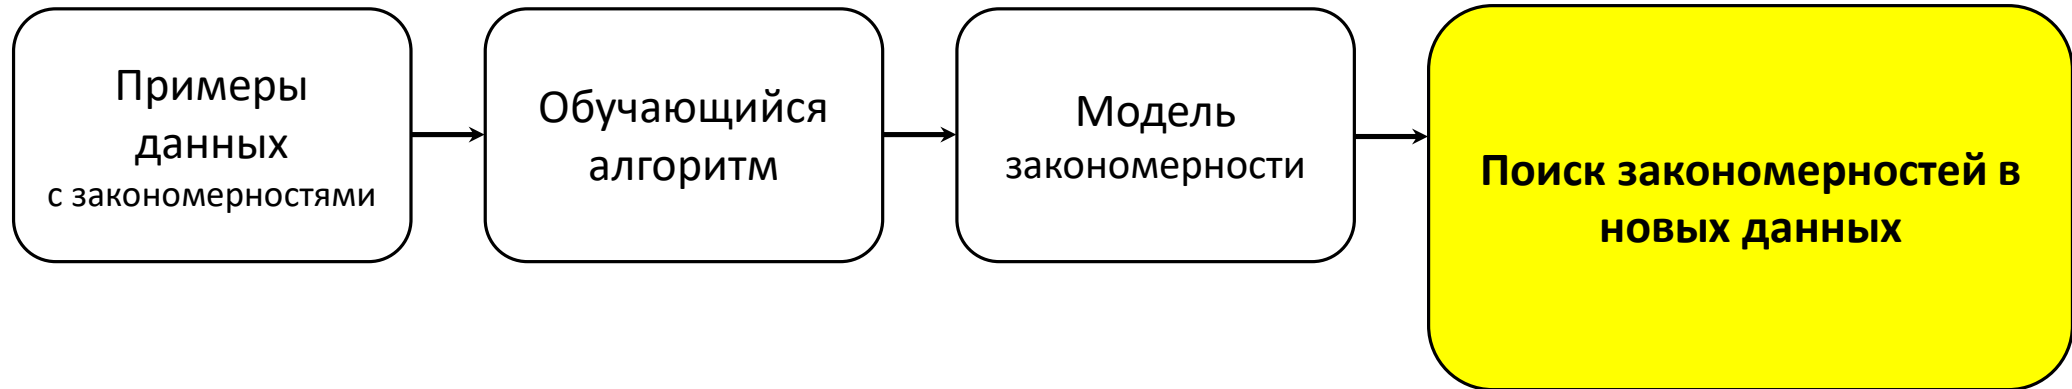 Примеры
данных
с закономерностями
Обучающийся
алгоритм
Модель
закономерности
Поиск закономерностей в
новых данных